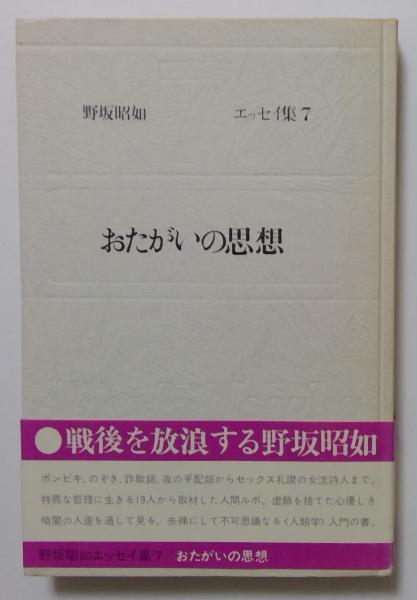 野坂昭如 エッセイ集7
おたがいの思想
●戦後を放浪する野坂昭如
ポンビキ、のぞき、詐欺師、夜の手配師からセックス礼讃の女流詩人まで。
特異な哲理に生きる19人から取材した人間ルポ。虚飾を捨てた心優しき
暗闇の人達を通して見る、赤裸にして不可思議なる〈人類学〉入門の書。
野坂昭如エッセイ集7 おたがいの思想